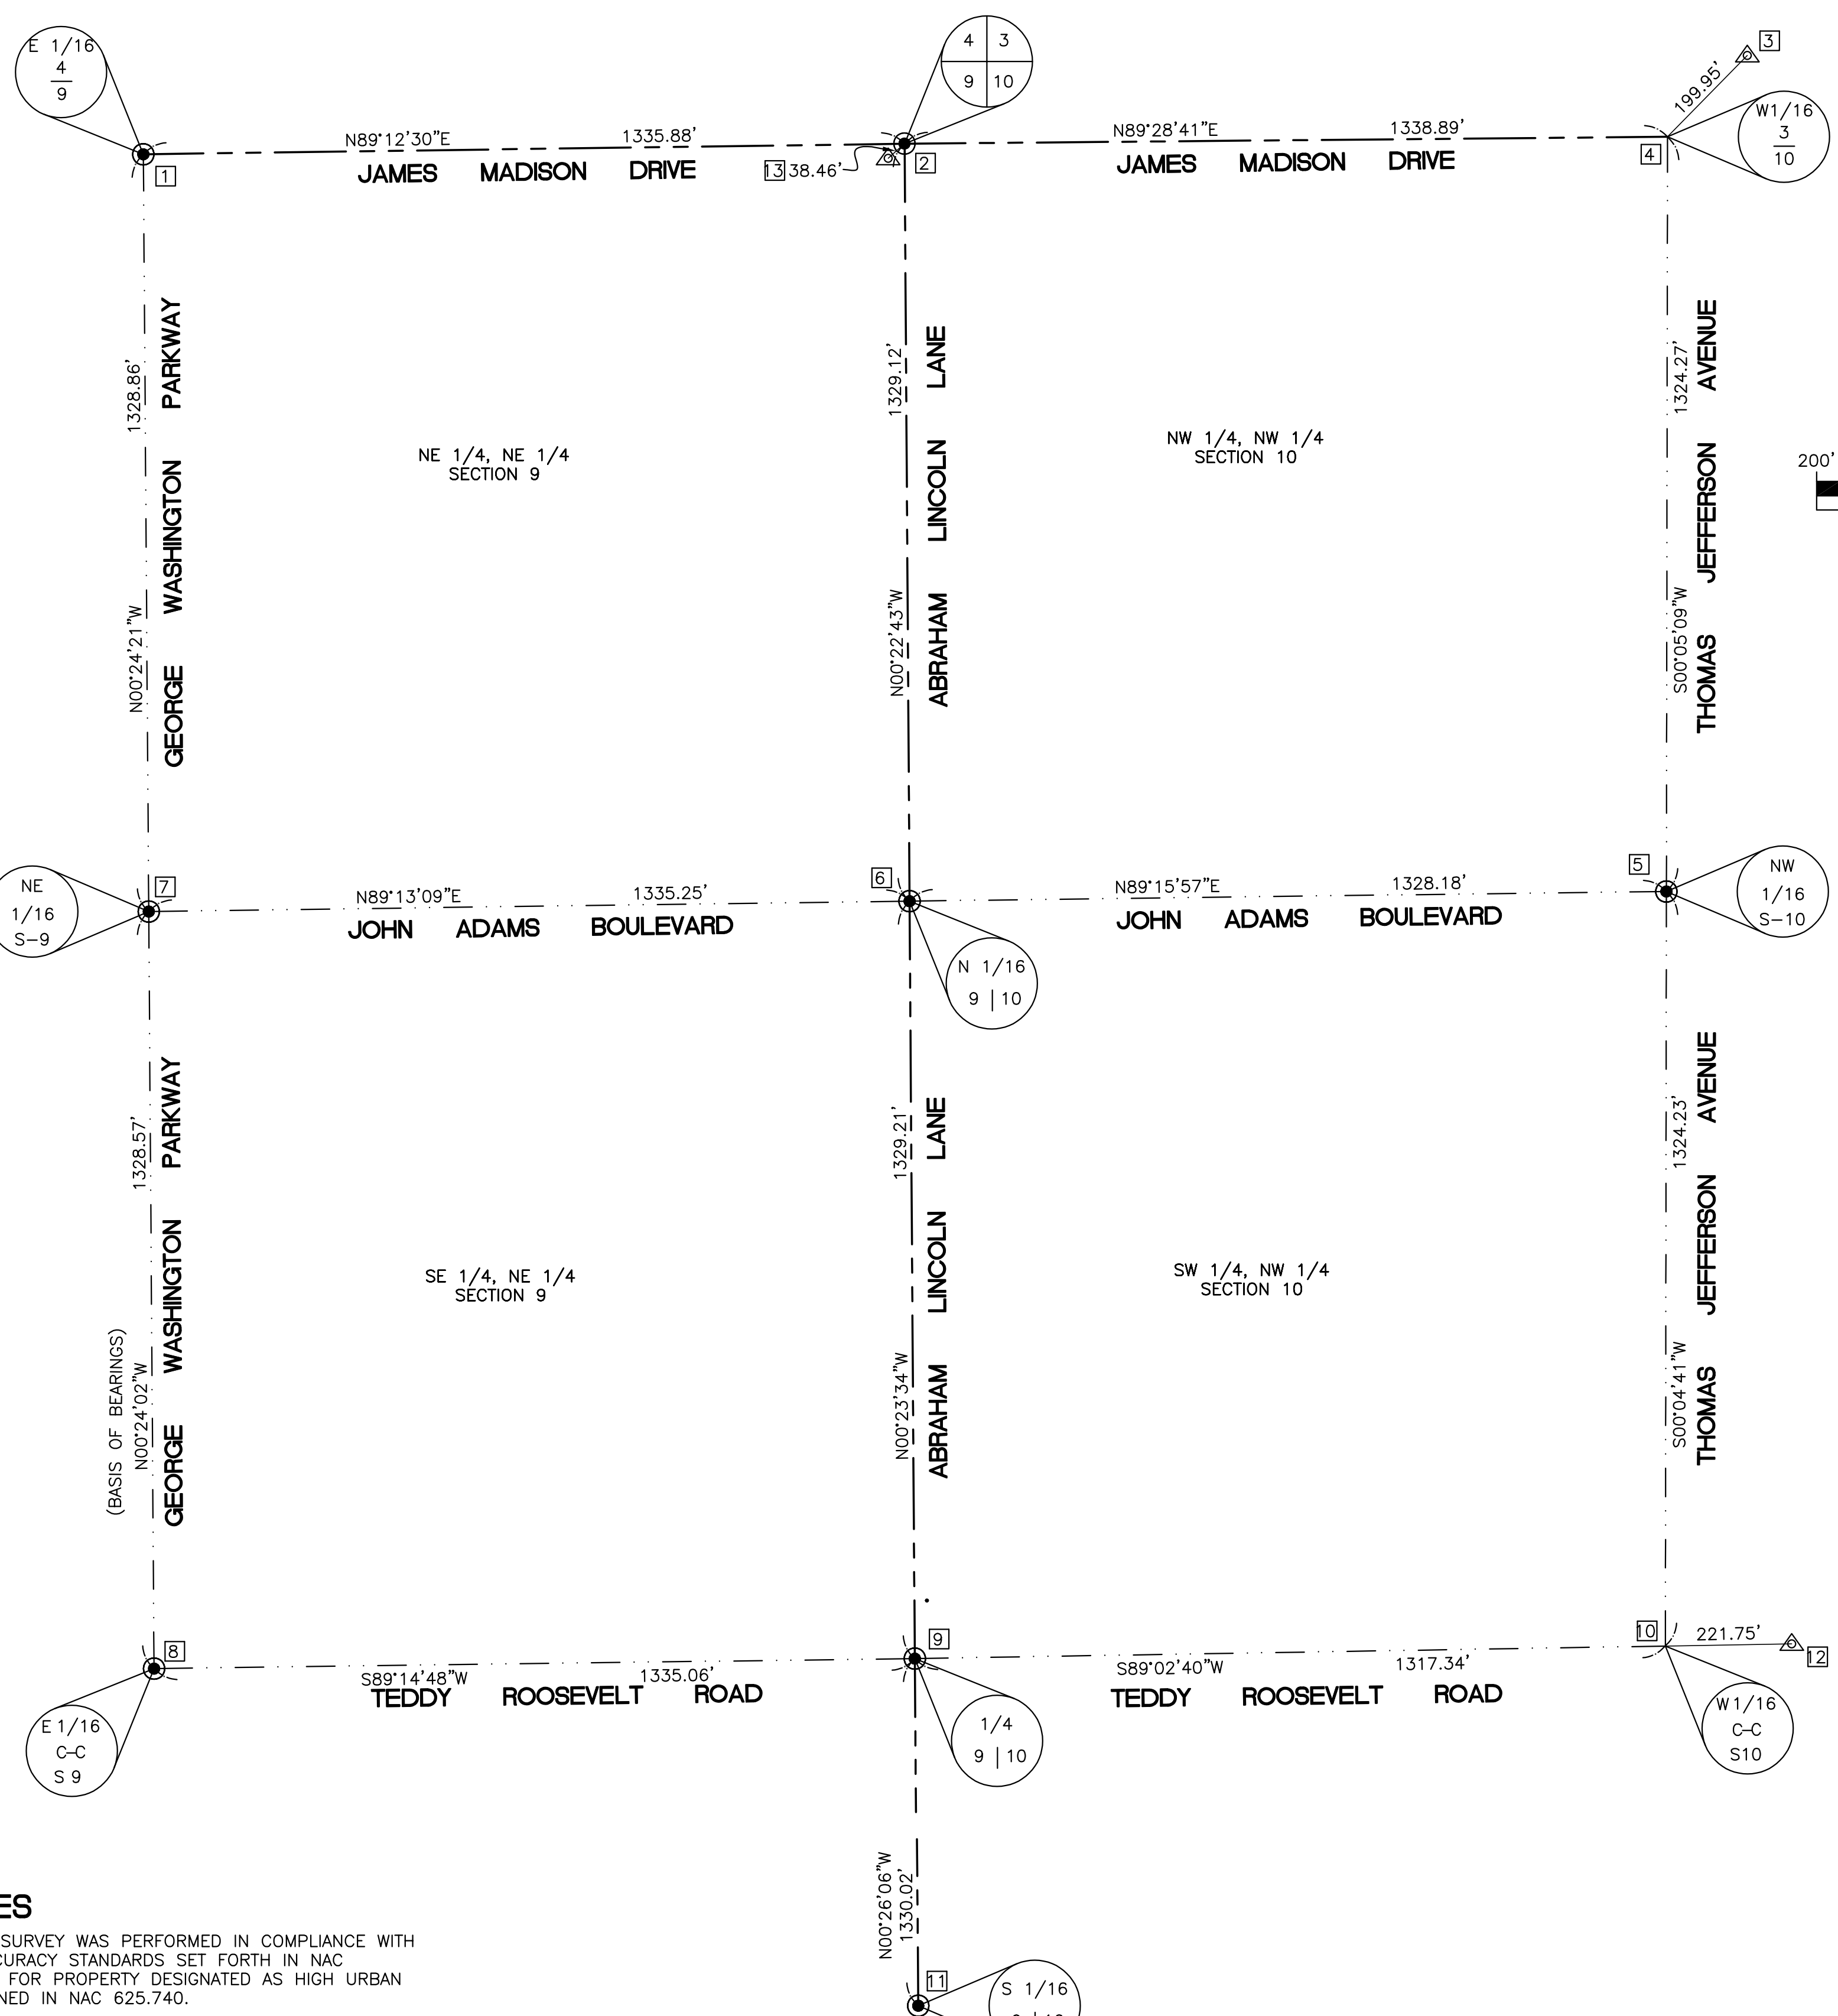 E 1/16
4
9
4 3
9 10
3
199.95'
W1/16
3
10
N89°12'30"E 1335.88'
JAMES MADISON DRIVE
1
13 38.46'
2
N89°28'41"E 1338.89'
JAMES MADISON DRIVE
4
1328.86'
N00°24'21"W
GEORGE WASHINGTON PARKWAY
NE 1/4, NE 1/4
SECTION 9
1329.12'
N00°22'43"W
ABRAHAM LINCOLN LANE
NW 1/4, NW 1/4
SECTION 10
1324.27'
S00°05'09"W
THOMAS JEFFERSON AVENUE
200'
NE
1/16
S-9
7
N89°13'09"E 1335.25'
JOHN ADAMS BOULEVARD
6
N 1/16
9 | 10
N89°15'57"E 1328.18'
JOHN ADAMS BOULEVARD
5
NW
1/16
S-10
1328.57'
N00°24'02"W
(BASIS OF BEARINGS)
GEORGE WASHINGTON PARKWAY
SE 1/4, NE 1/4
SECTION 9
1329.21'
N00°23'34"W
ABRAHAM LINCOLN LANE
SW 1/4, NW 1/4
SECTION 10
1324.23'
S00°04'41"W
THOMAS JEFFERSON AVENUE
8
S89°14'48"W 1335.06'
TEDDY ROOSEVELT ROAD
E 1/16
C-C
S 9
9
1/4
9 | 10
S89°02'40"W 1317.34'
TEDDY ROOSEVELT ROAD
10
221.75'
12
W 1/16
C-C
S10
N00°26'06"W
1330.02'
11
S 1/16
ES
SURVEY WAS PERFORMED IN COMPLIANCE WITH
CURACY STANDARDS SET FORTH IN NAC
FOR PROPERTY DESIGNATED AS HIGH URBAN
NED IN NAC 625.740.